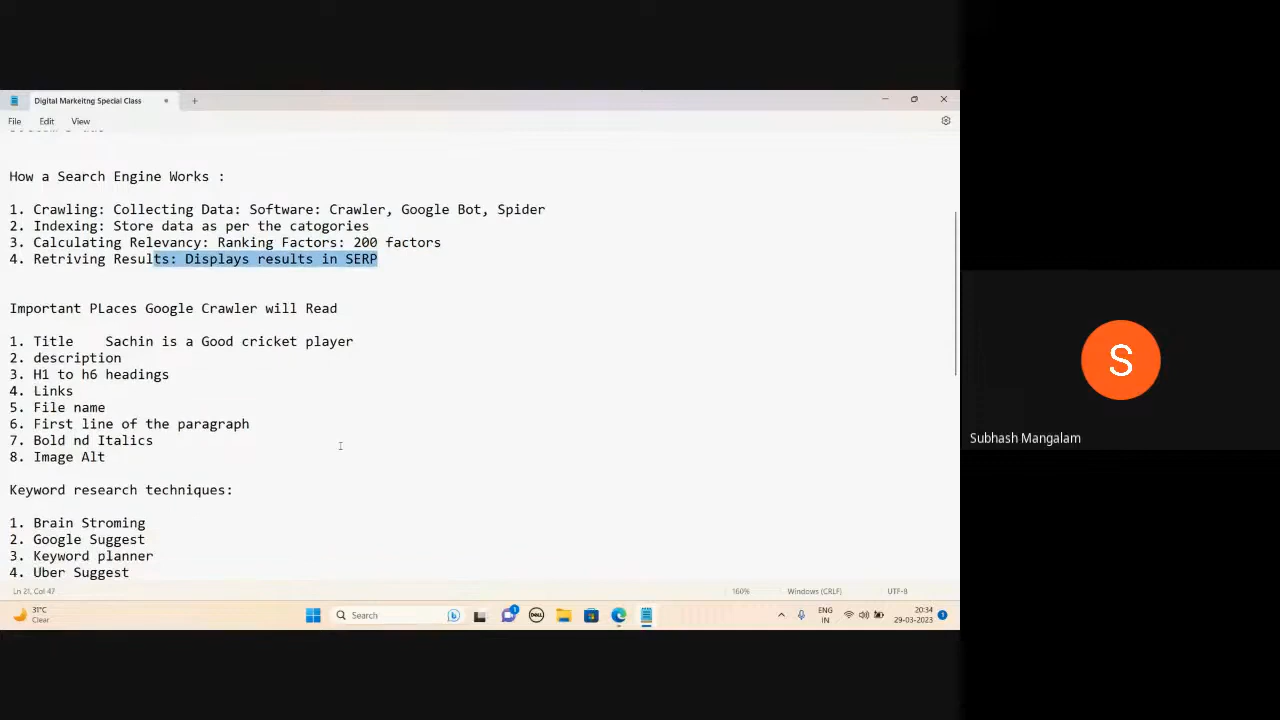 Digital Markeitng Special Class
File Edit View
How a Search Engine Works :
1. Crawling: Collecting Data: Software: Crawler, Google Bot, Spider
2. Indexing: Store data as per the catogories
3. Calculating Relevancy: Ranking Factors: 200 factors
4. Retriving Results: Displays results in SERP
Important PLaces Google Crawler will Read
1. Title Sachin is a Good cricket player
2. description
3. H1 to h6 headings
4. Links
5. File name
6. First line of the paragraph
7. Bold nd Italics
8. Image Alt
Keyword research techniques:
1. Brain Stroming
2. Google Suggest
3. Keyword planner
4. Uber Suggest
Ln 21, Col 47 160% Windows (CRLF) UTF-8
31°C
Clear
Search
1
DELL
ENG
IN
20:34
29-03-2023
1
S
Subhash Mangalam